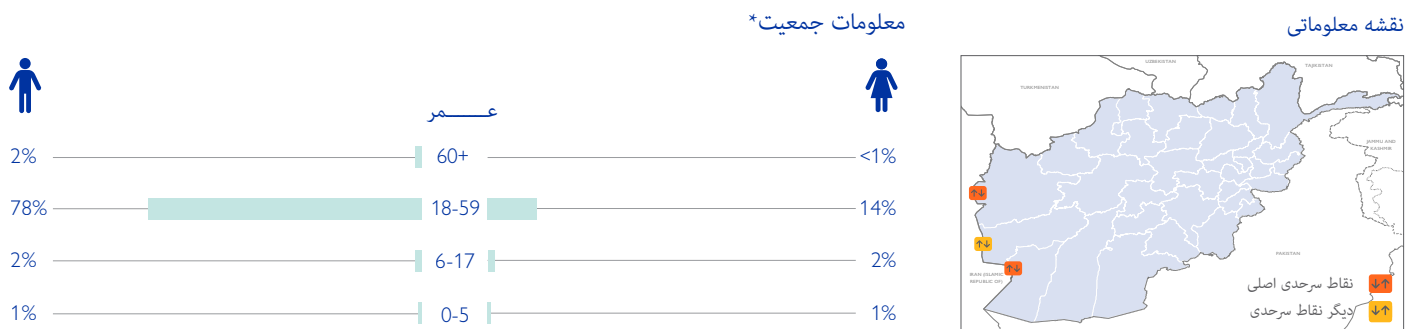 نقشه معلوماتی
معلومات جمعیت*
عـــــمر
2% 60+ <1%
78% 18-59 14%
2% 6-17 2%
1% 0-5 1%
UZBEKISTAN
TAJIKISTAN
TURKMENISTAN
JAMMU AND
KASHMIR
PAKISTAN
IRAN (ISLAMIC
REPUBLIC OF)
نقاط سرحدی اصلی
دیگر نقاط سرحدی